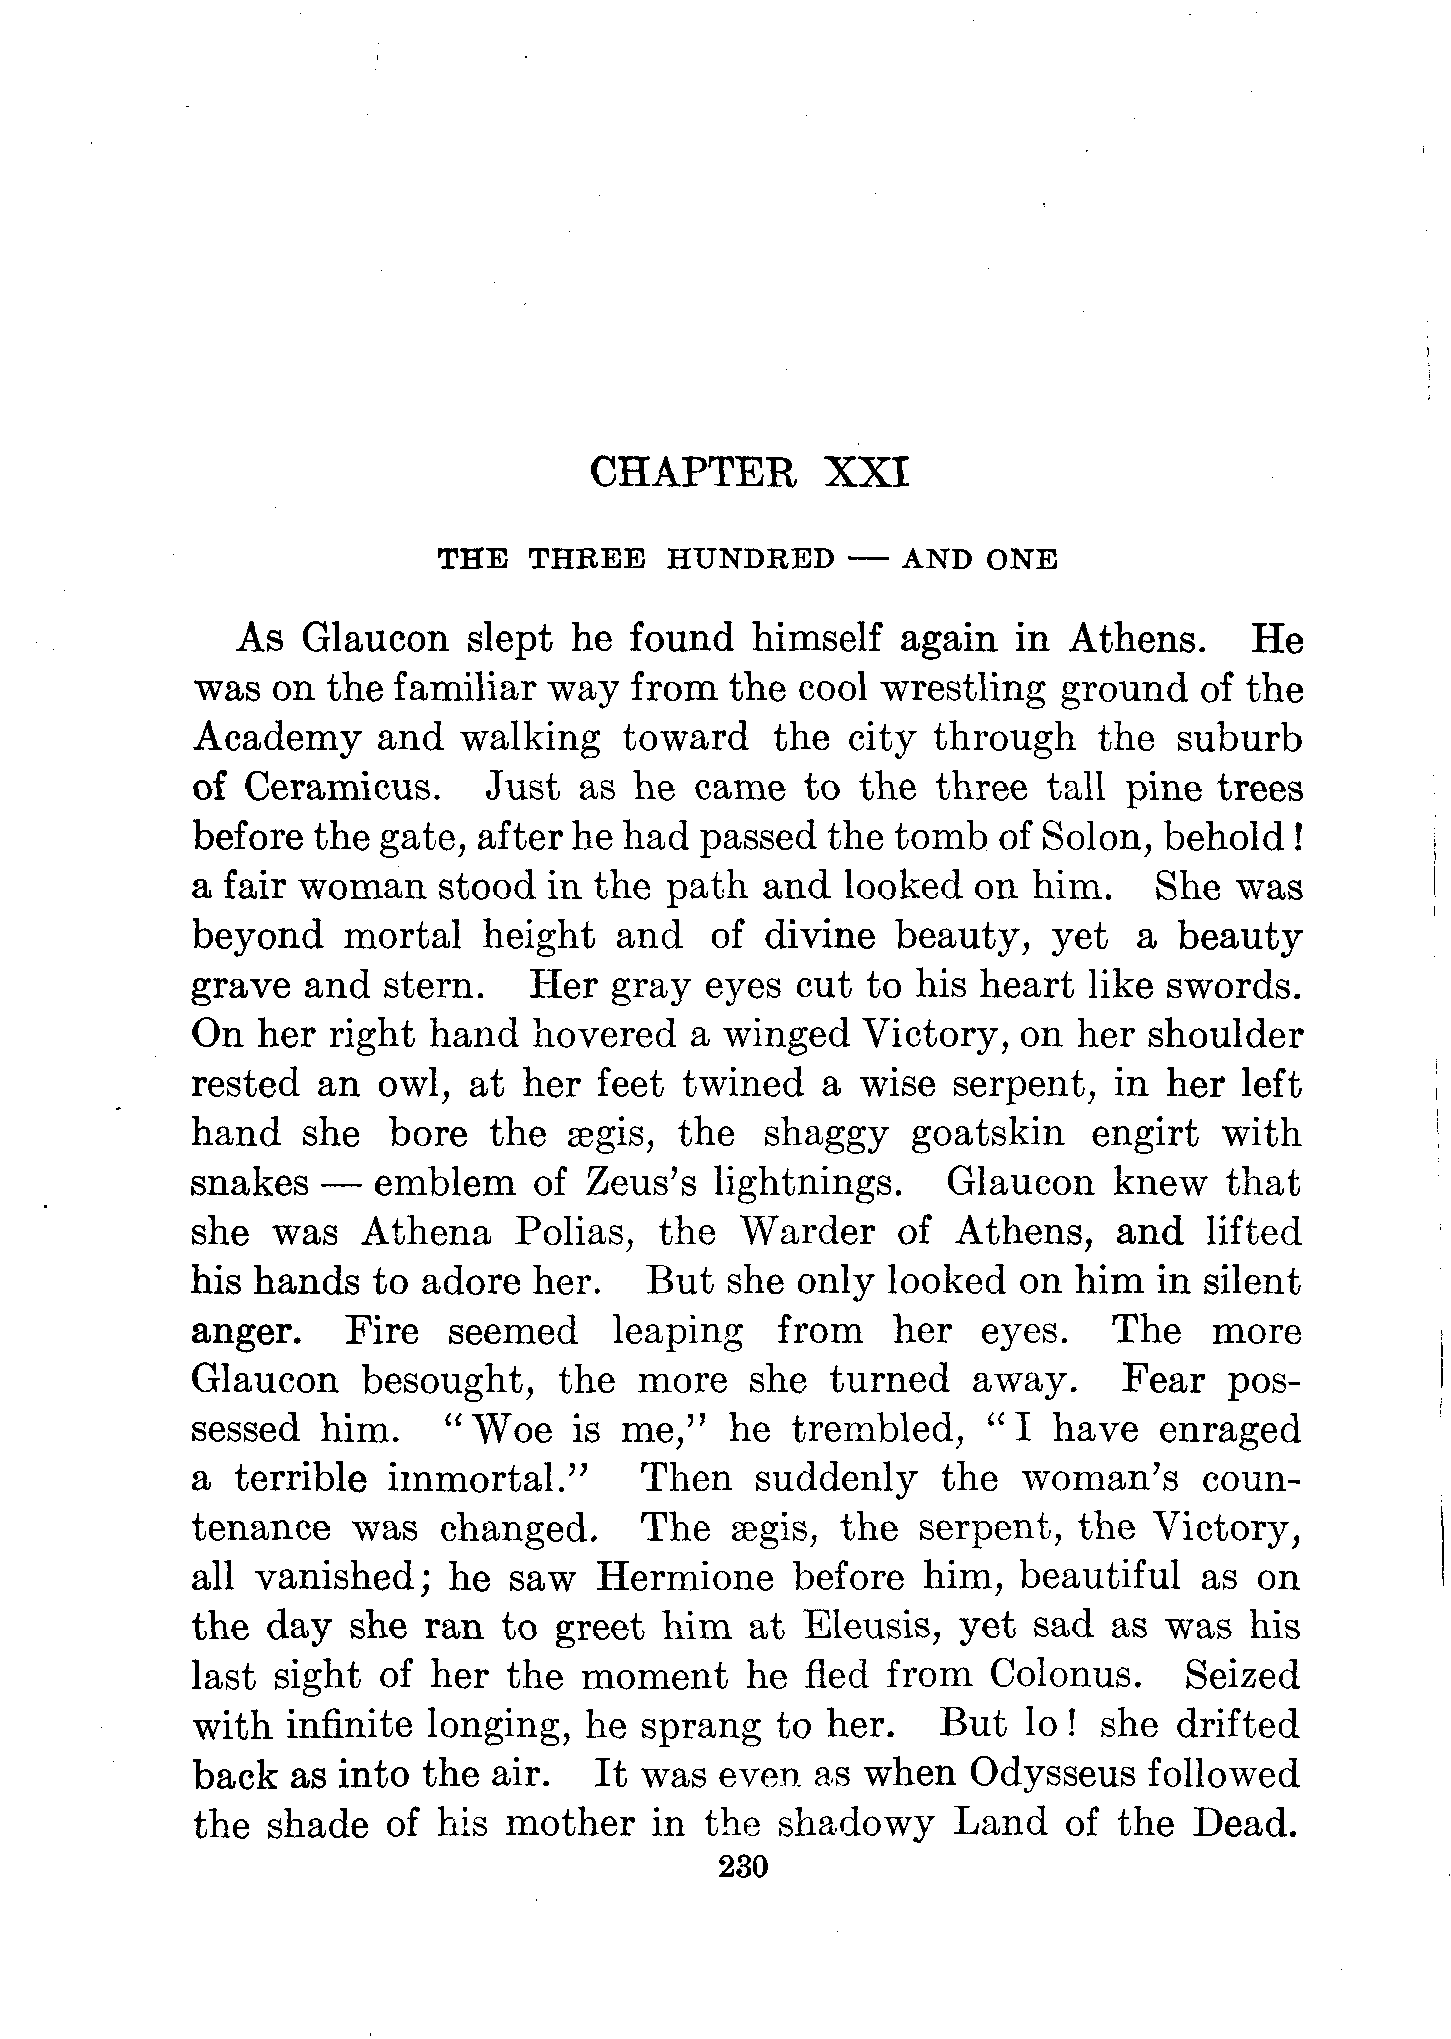 CHAPTER XXI
THE THREE HUNDRED — AND ONE
As Glaucon slept he found himself again in Athens. He
was on the familiar way from the cool wrestling ground of the
Academy and walking toward the city through the suburb
of Ceramicus. Just as he came to the three tall pine trees
before the gate, after he had passed the tomb of Solon, behold!
a fair woman stood in the path and looked on him. She was
beyond mortal height and of divine beauty, yet a beauty
grave and stern. Her gray eyes cut to his heart like swords.
On her right hand hovered a winged Victory, on her shoulder
rested an owl, at her feet twined a wise serpent, in her left
hand she bore the ægis, the shaggy goatskin engirt with
snakes — emblem of Zeus's lightnings. Glaucon knew that
she was Athena Polias, the Warder of Athens, and lifted
his hands to adore her. But she only looked on him in silent
anger. Fire seemed leaping from her eyes. The more
Glaucon besought, the more she turned away. Fear pos-
sessed him. "Woe is me," he trembled, "I have enraged
a terrible immortal." Then suddenly the woman's coun-
tenance was changed. The ægis, the serpent, the Victory,
all vanished; he saw Hermione before him, beautiful as on
the day she ran to greet him at Eleusis, yet sad as was his
last sight of her the moment he fled from Colonus. Seized
with infinite longing, he sprang to her. But lo! she drifted
back as into the air. It was even as when Odysseus followed
the shade of his mother in the shadowy Land of the Dead.
230